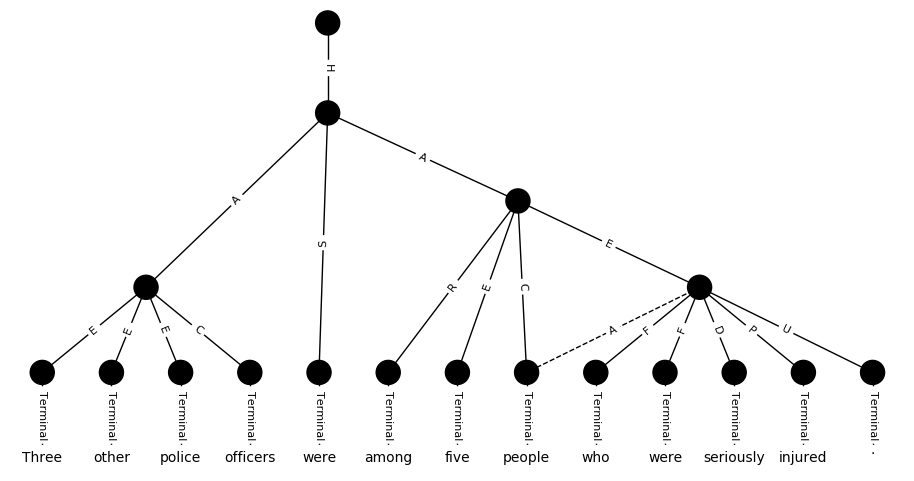 H
A
A
S
E
R
E
C
E
E
E
C
A
F
F
D
P
U
Terminal Terminal Terminal Terminal Terminal Terminal Terminal Terminal Terminal Terminal Terminal Terminal Terminal
Three other police officers were among five people who were seriously injured .